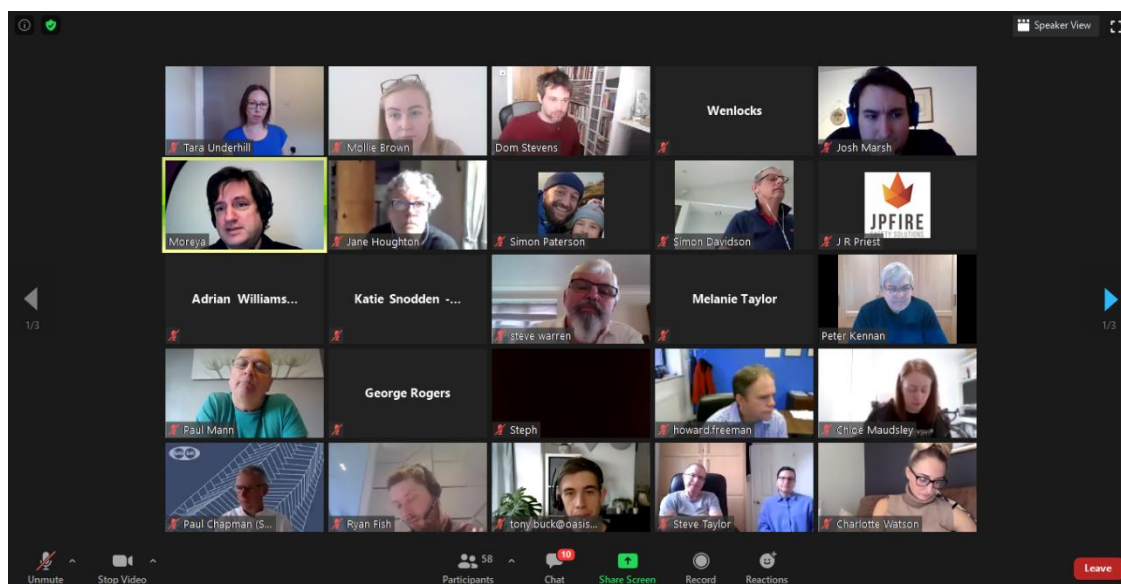 Speaker View
Tara Underhill
Mollie Brown
Dom Stevens
Wenlocks
Josh Marsh
Moreya
Jane Houghton
Simon Paterson
Simon Davidson
JPFIRE
SAFETY SOLUTIONS
J R Priest
Adrian Williams...
Katie Snodden -...
steve warren
Melanie Taylor
Peter Kennan
1/3
1/3
Paul Mann
George Rogers
Steph
howard.freeman
Chloe Maudsley
Paul Chapman (S...
Ryan Fish
tony.buck@oasis...
Steve Taylor
Charlotte Watson
Unmute
Stop Video
58
Participants
10
Chat
Share Screen
Record
Reactions
Leave